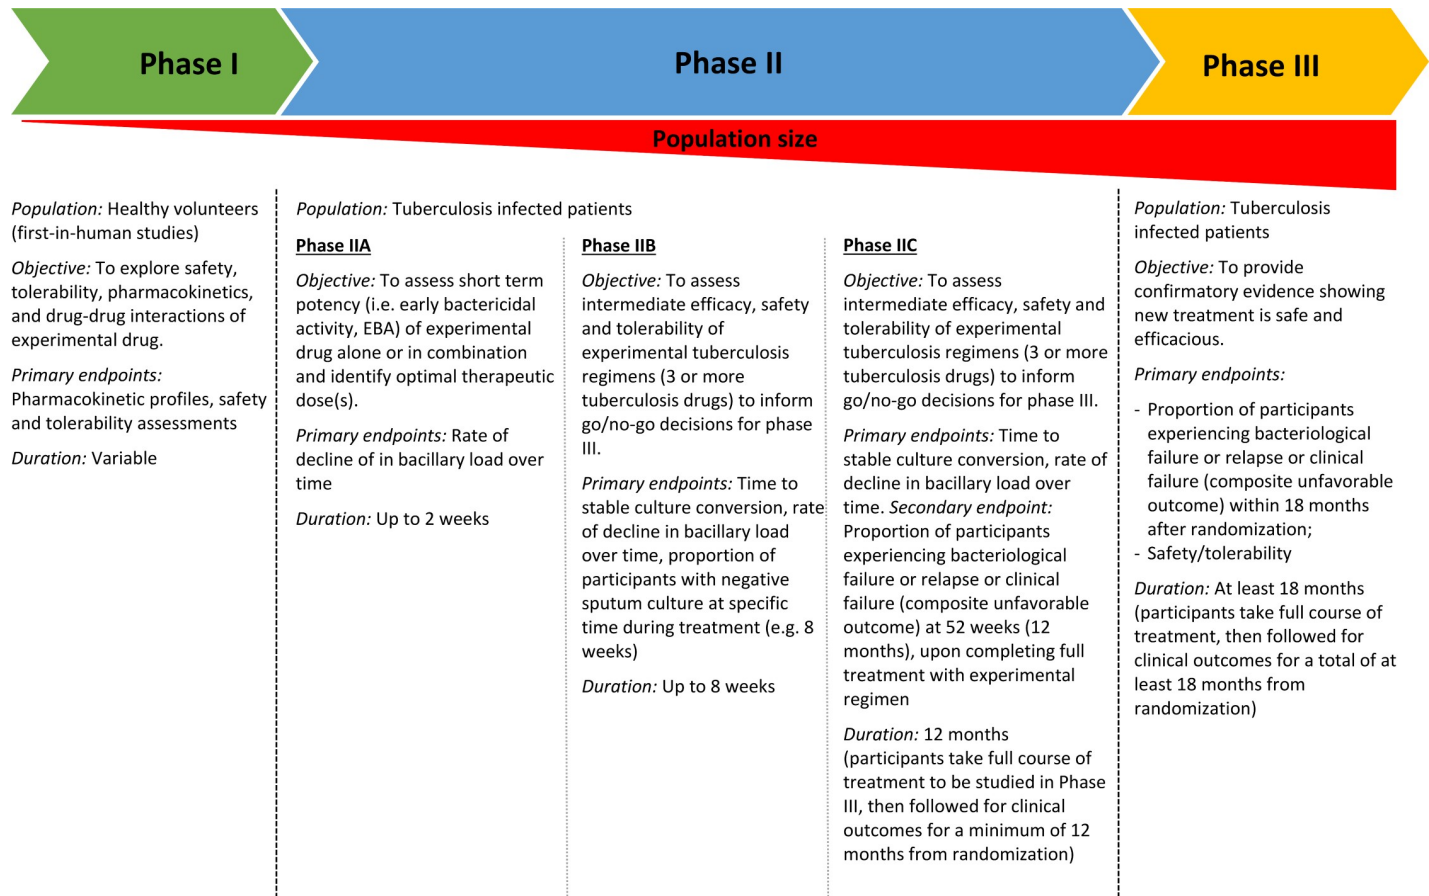 Phase I
Phase II
Phase III
Population size
Population: Healthy volunteers
(first-in-human studies)
Objective: To explore safety,
tolerability, pharmacokinetics,
and drug-drug interactions of
experimental drug.
Primary endpoints:
Pharmacokinetic profiles, safety
and tolerability assessments
Duration: Variable
Population: Tuberculosis infected patients
Phase IIA
Objective: To assess short term
potency (i.e. early bactericidal
activity, EBA) of experimental
drug alone or in combination
and identify optimal therapeutic
dose(s).
Primary endpoints: Rate of
decline of in bacillary load over
time
Duration: Up to 2 weeks
Phase IIB
Objective: To assess
intermediate efficacy, safety
and tolerability of
experimental tuberculosis
regimens (3 or more
tuberculosis drugs) to inform
go/no-go decisions for phase
III.
Primary endpoints: Time to
stable culture conversion, rate
of decline in bacillary load
over time, proportion of
participants with negative
sputum culture at specific
time during treatment (e.g. 8
weeks)
Duration: Up to 8 weeks
Phase IIC
Objective: To assess
intermediate efficacy, safety and
tolerability of experimental
tuberculosis regimens (3 or more
tuberculosis drugs) to inform
go/no-go decisions for phase III.
Primary endpoints: Time to
stable culture conversion, rate of
decline in bacillary load over
time. Secondary endpoint:
Proportion of participants
experiencing bacteriological
failure or relapse or clinical
failure (composite unfavorable
outcome) at 52 weeks (12
months), upon completing full
treatment with experimental
regimen
Duration: 12 months
(participants take full course of
treatment to be studied in Phase
III, then followed for clinical
outcomes for a minimum of 12
months from randomization)
Population: Tuberculosis
infected patients
Objective: To provide
confirmatory evidence showing
new treatment is safe and
efficacious.
Primary endpoints:
- Proportion of participants
experiencing bacteriological
failure or relapse or clinical
failure (composite unfavorable
outcome) within 18 months
after randomization;
- Safety/tolerability
Duration: At least 18 months
(participants take full course of
treatment, then followed for
clinical outcomes for a total of at
least 18 months from
randomization)